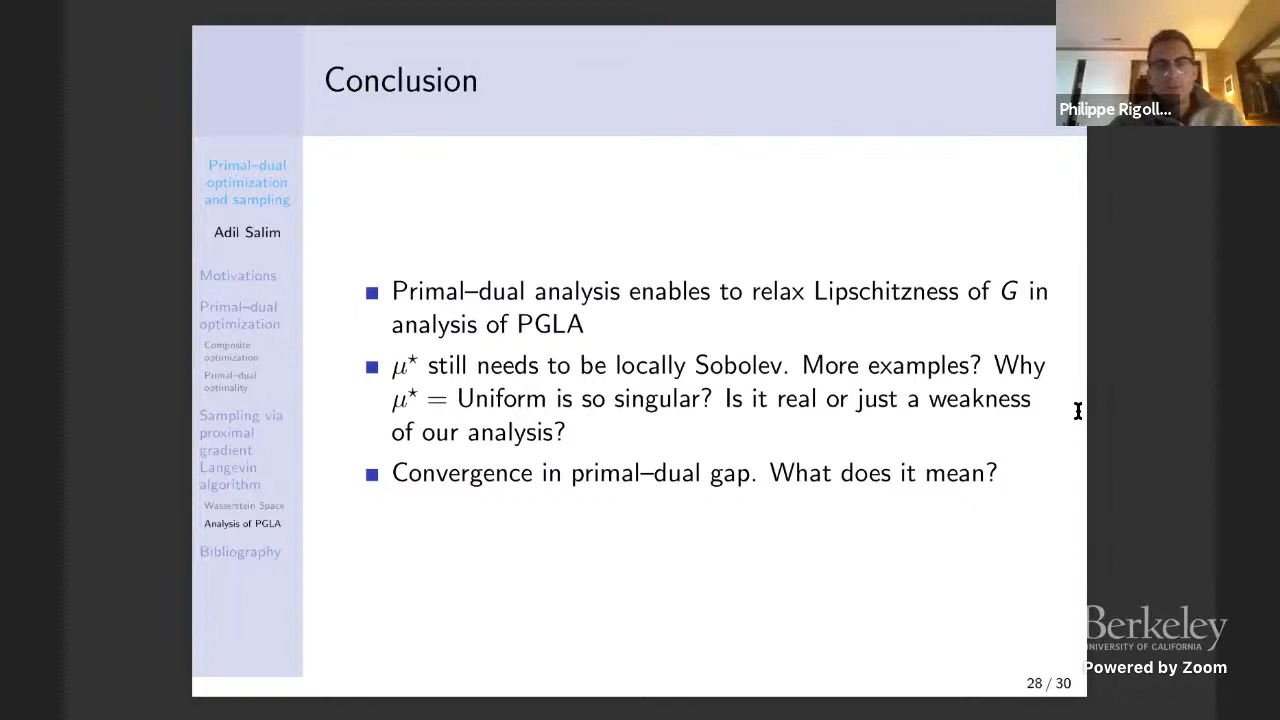 Conclusion
Philippe Rigoll...
Primal–dual
optimization
and sampling
Adil Salim
Motivations
Primal–dual
optimization
Composite
optimization
Primal–dual
optimality
Sampling via
proximal
gradient
Langevin
algorithm
Wasserstein Space
Analysis of PGLA
Bibliography
■ Primal–dual analysis enables to relax Lipschitzness of G in
analysis of PGLA
■ μ* still needs to be locally Sobolev. More examples? Why
μ* = Uniform is so singular? Is it real or just a weakness
of our analysis?
■ Convergence in primal–dual gap. What does it mean?
Berkeley
UNIVERSITY OF CALIFORNIA
Powered by Zoom
28 / 30